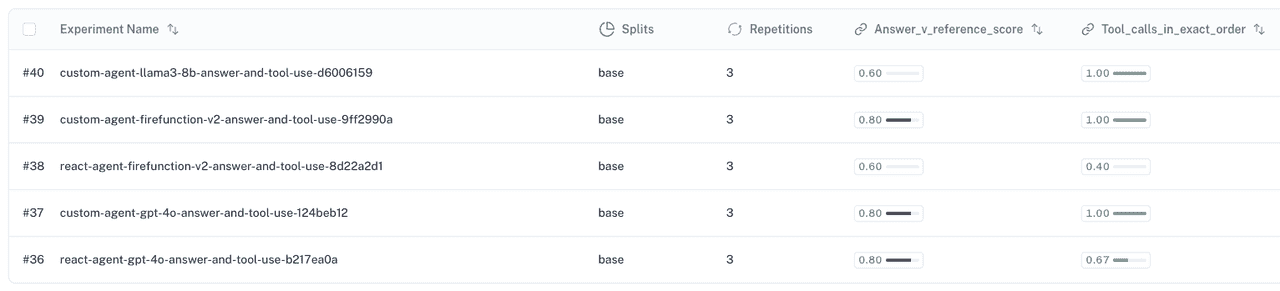 Experiment Name Splits Repetitions Answer_v_reference_score Tool_calls_in_exact_order
#40 custom-agent-llama3-8b-answer-and-tool-use-d6006159 base 3 0.60 1.00
#39 custom-agent-firefunction-v2-answer-and-tool-use-9ff2990a base 3 0.80 1.00
#38 react-agent-firefunction-v2-answer-and-tool-use-8d22a2d1 base 3 0.60 0.40
#37 custom-agent-gpt-4o-answer-and-tool-use-124beb12 base 3 0.80 1.00
#36 react-agent-gpt-4o-answer-and-tool-use-b217ea0a base 3 0.80 0.67